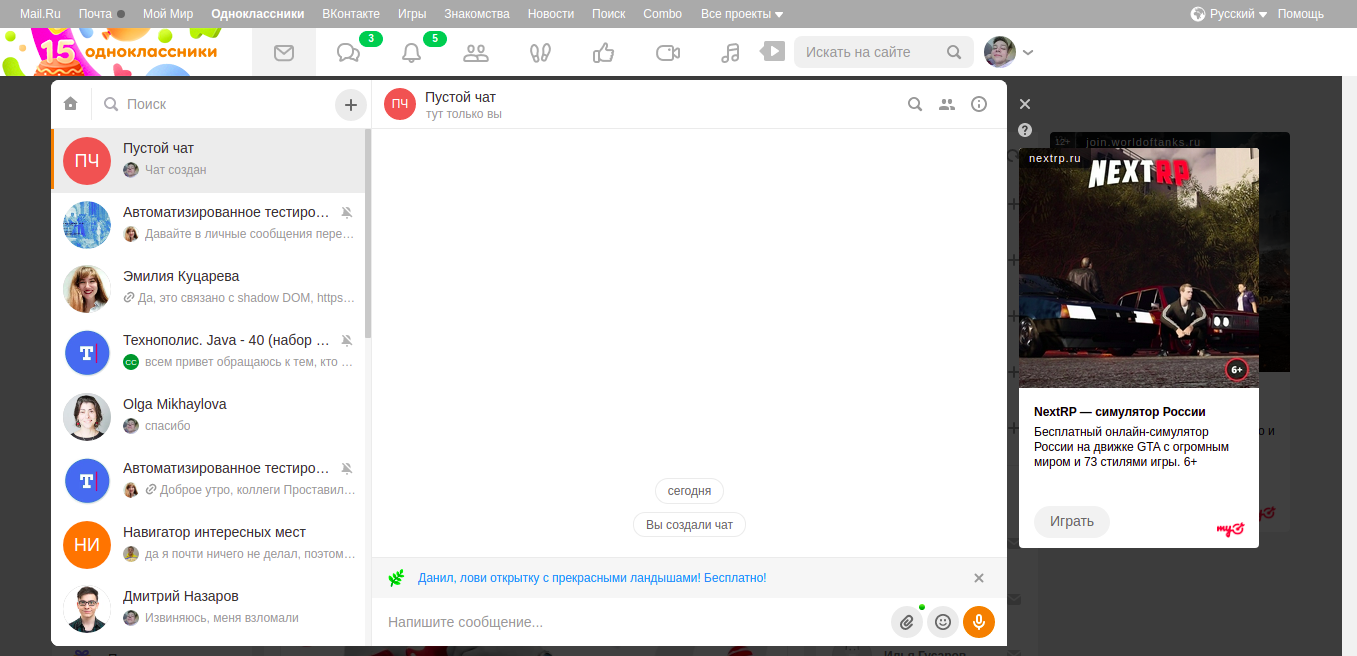 Mail.Ru Почта Мой Мир Одноклассники ВКонтакте Игры Знакомства Новости Поиск Combo Все проекты Русский Помощь
15 одноклассники 3 5 Искать на сайте
Поиск
ПЧ Пустой чат
тут только вы
ПЧ Пустой чат
Чат создан
Автоматизированное тестиро…
Давайте в личные сообщения пере…
Эмилия Куцарева
Да, это связано с shadow DOM, https…
Технополис. Java - 40 (набор …
CC всем привет обращаюсь к тем, кто …
Olga Mikhaylova
спасибо
Автоматизированное тестиро…
Доброе утро, коллеги Проставил…
НИ Навигатор интересных мест
да я почти ничего не делал, поэтом…
Дмитрий Назаров
Извиняюсь, меня взломали
сегодня
Вы создали чат
Данил, лови открытку с прекрасными ландышами! Бесплатно!
Напишите сообщение...
12+ join.worldoftanks.ru
nextrp.ru
NEXTRP
6+
NextRP — симулятор России
Бесплатный онлайн-симулятор
России на движке GTA с огромным
миром и 73 стилями игры. 6+
о и
Играть
my